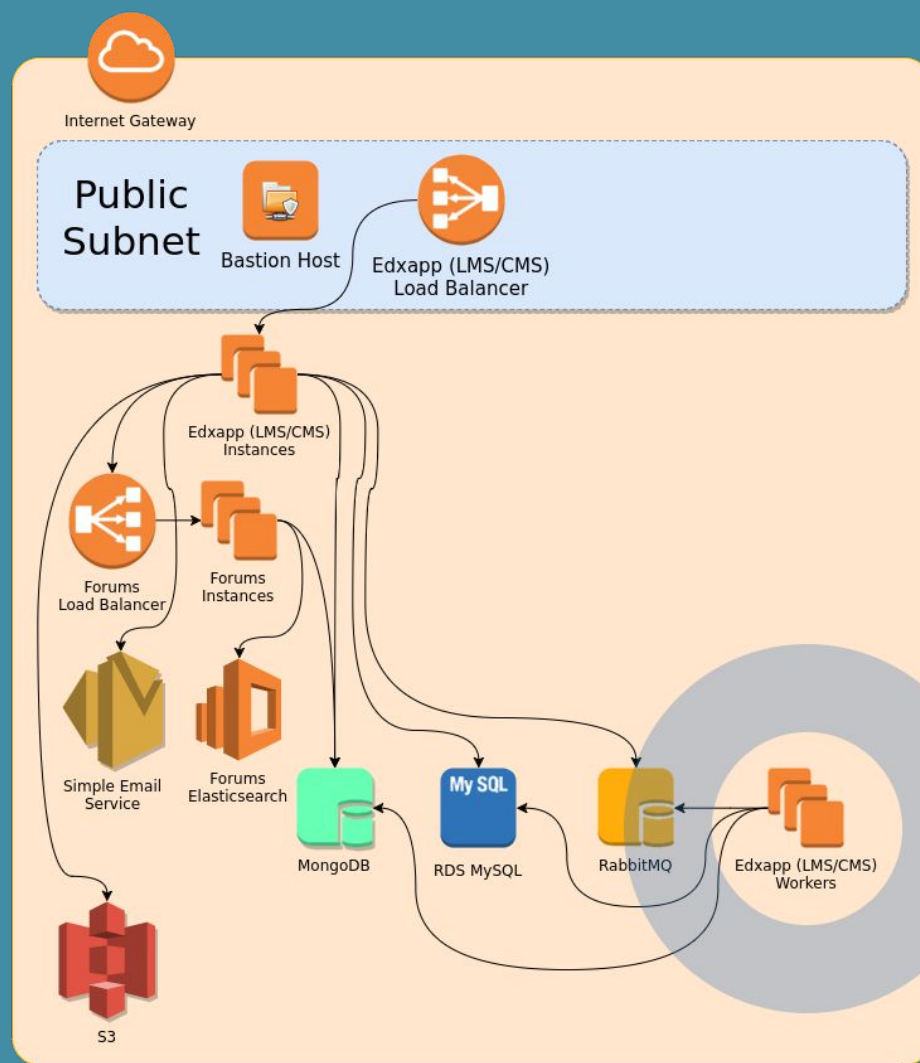 Internet Gateway
Public
Subnet
Bastion Host
Edxapp (LMS/CMS)
Load Balancer
Edxapp (LMS/CMS)
Instances
Forums
Load Balancer
Forums
Instances
Simple Email
Service
Forums
Elasticsearch
My SQL
MongoDB
RDS MySQL
RabbitMQ
Edxapp (LMS/CMS)
Workers
S3